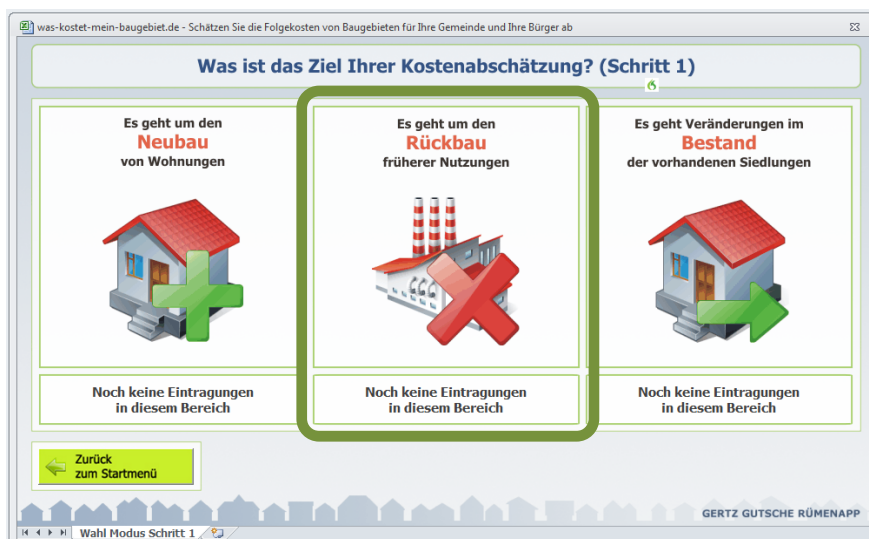 was-kostet-mein-baugebiet.de - Schätzen Sie die Folgekosten von Baugebieten für Ihre Gemeinde und Ihre Bürger ab
Was ist das Ziel Ihrer Kostenabschätzung? (Schritt 1)
Es geht um den
Neubau
von Wohnungen
Noch keine Eintragungen
in diesem Bereich
Es geht um den
Rückbau
früherer Nutzungen
Noch keine Eintragungen
in diesem Bereich
Es geht Veränderungen im
Bestand
der vorhandenen Siedlungen
Noch keine Eintragungen
in diesem Bereich
Zurück
zum Startmenü
GERTZ GUTSCHE RÜMENAPP
Wahl Modus Schritt 1